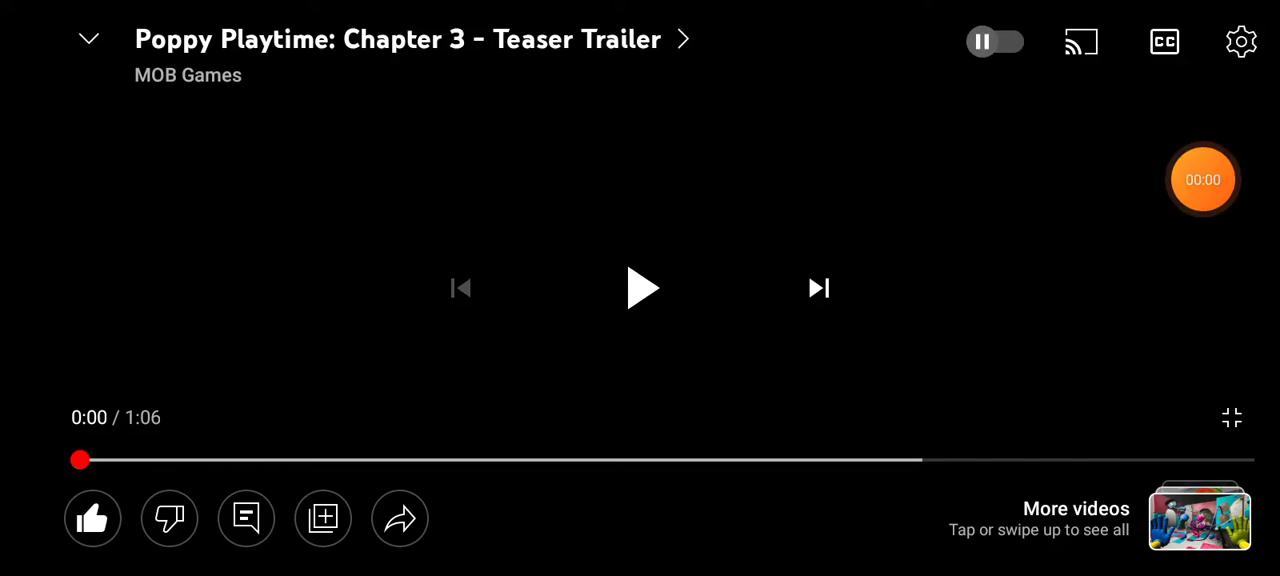 Poppy Playtime: Chapter 3 - Teaser Trailer
MOB Games
CC
00:00
0:00 / 1:06
More videos
Tap or swipe up to see all